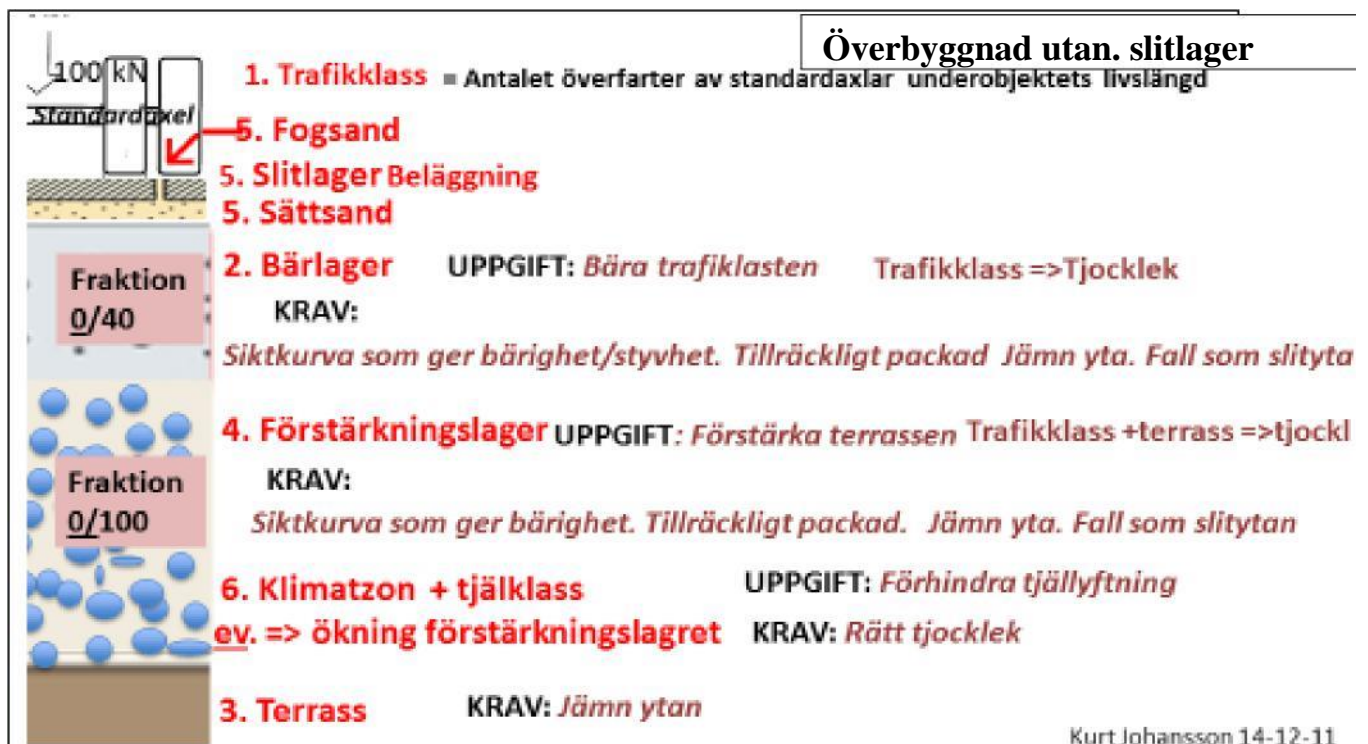 Överbyggnad utan. slitlager
100 kN
Standardaxel
1. Trafikklass = Antalet överfarter av standardaxlar underobjektets livslängd
5. Fogsand
5. Slitlager Beläggning
5. Sättsand
Fraktion
0/40
2. Bärlager UPPGIFT: Bära trafiklasten Trafikklass =>Tjocklek
KRAV:
Siktkurva som ger bärighet/styvhet. Tillräckligt packad Jämn yta. Fall som slityta
4. Förstärkningslager UPPGIFT: Förstärka terrassen Trafikklass +terrass =>tjockl
Fraktion
0/100
KRAV:
Siktkurva som ger bärighet. Tillräckligt packad. Jämn yta. Fall som slitytan
6. Klimatzon + tjälklass UPPGIFT: Förhindra tjällyftning
ev. => ökning förstärkningslagret KRAV: Rätt tjocklek
3. Terrass KRAV: Jämn ytan
Kurt Johansson 14-12-11